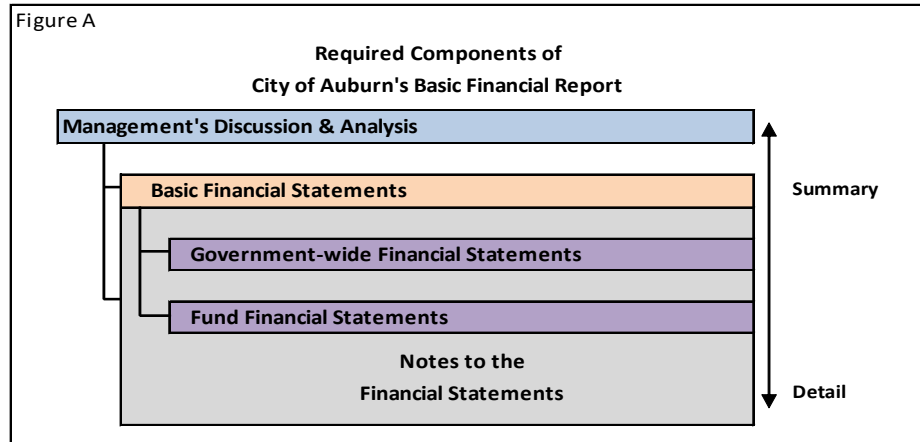 Figure A
Required Components of
City of Auburn's Basic Financial Report
Management's Discussion & Analysis
Basic Financial Statements
Summary
Government-wide Financial Statements
Fund Financial Statements
Notes to the
Financial Statements
Detail